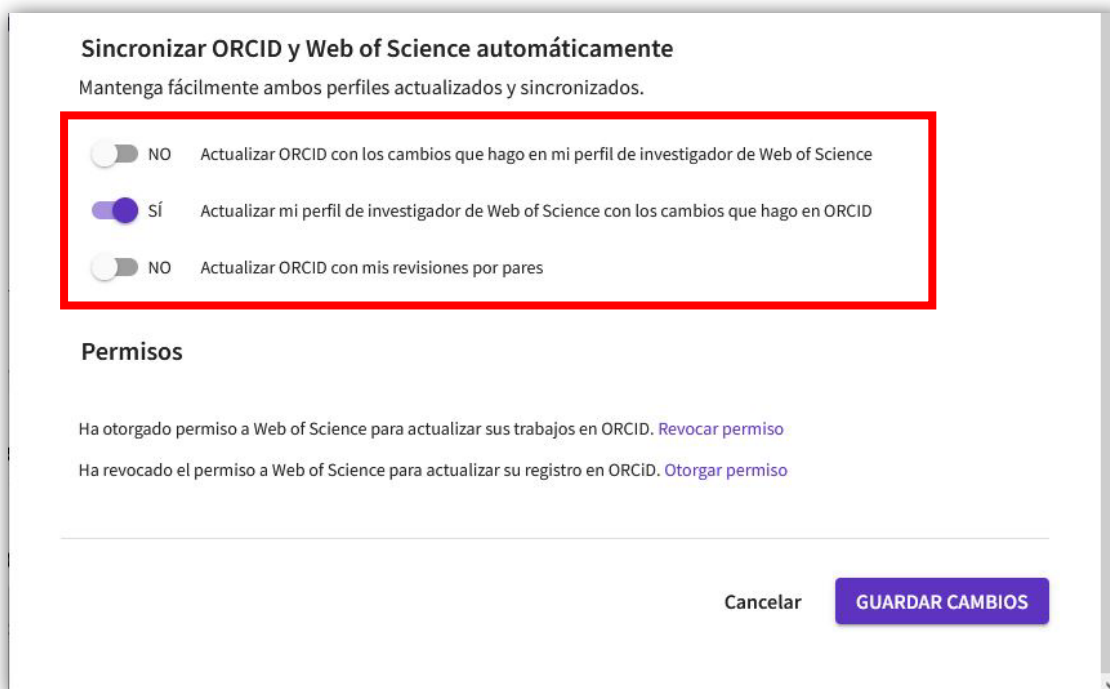 Sincronizar ORCID y Web of Science automáticamente
Mantenga fácilmente ambos perfiles actualizados y sincronizados.
NO Actualizar ORCID con los cambios que hago en mi perfil de investigador de Web of Science
SÍ Actualizar mi perfil de investigador de Web of Science con los cambios que hago en ORCID
NO Actualizar ORCID con mis revisiones por pares
Permisos
Ha otorgado permiso a Web of Science para actualizar sus trabajos en ORCID. Revocar permiso
Ha revocado el permiso a Web of Science para actualizar su registro en ORCiD. Otorgar permiso
Cancelar GUARDAR CAMBIOS